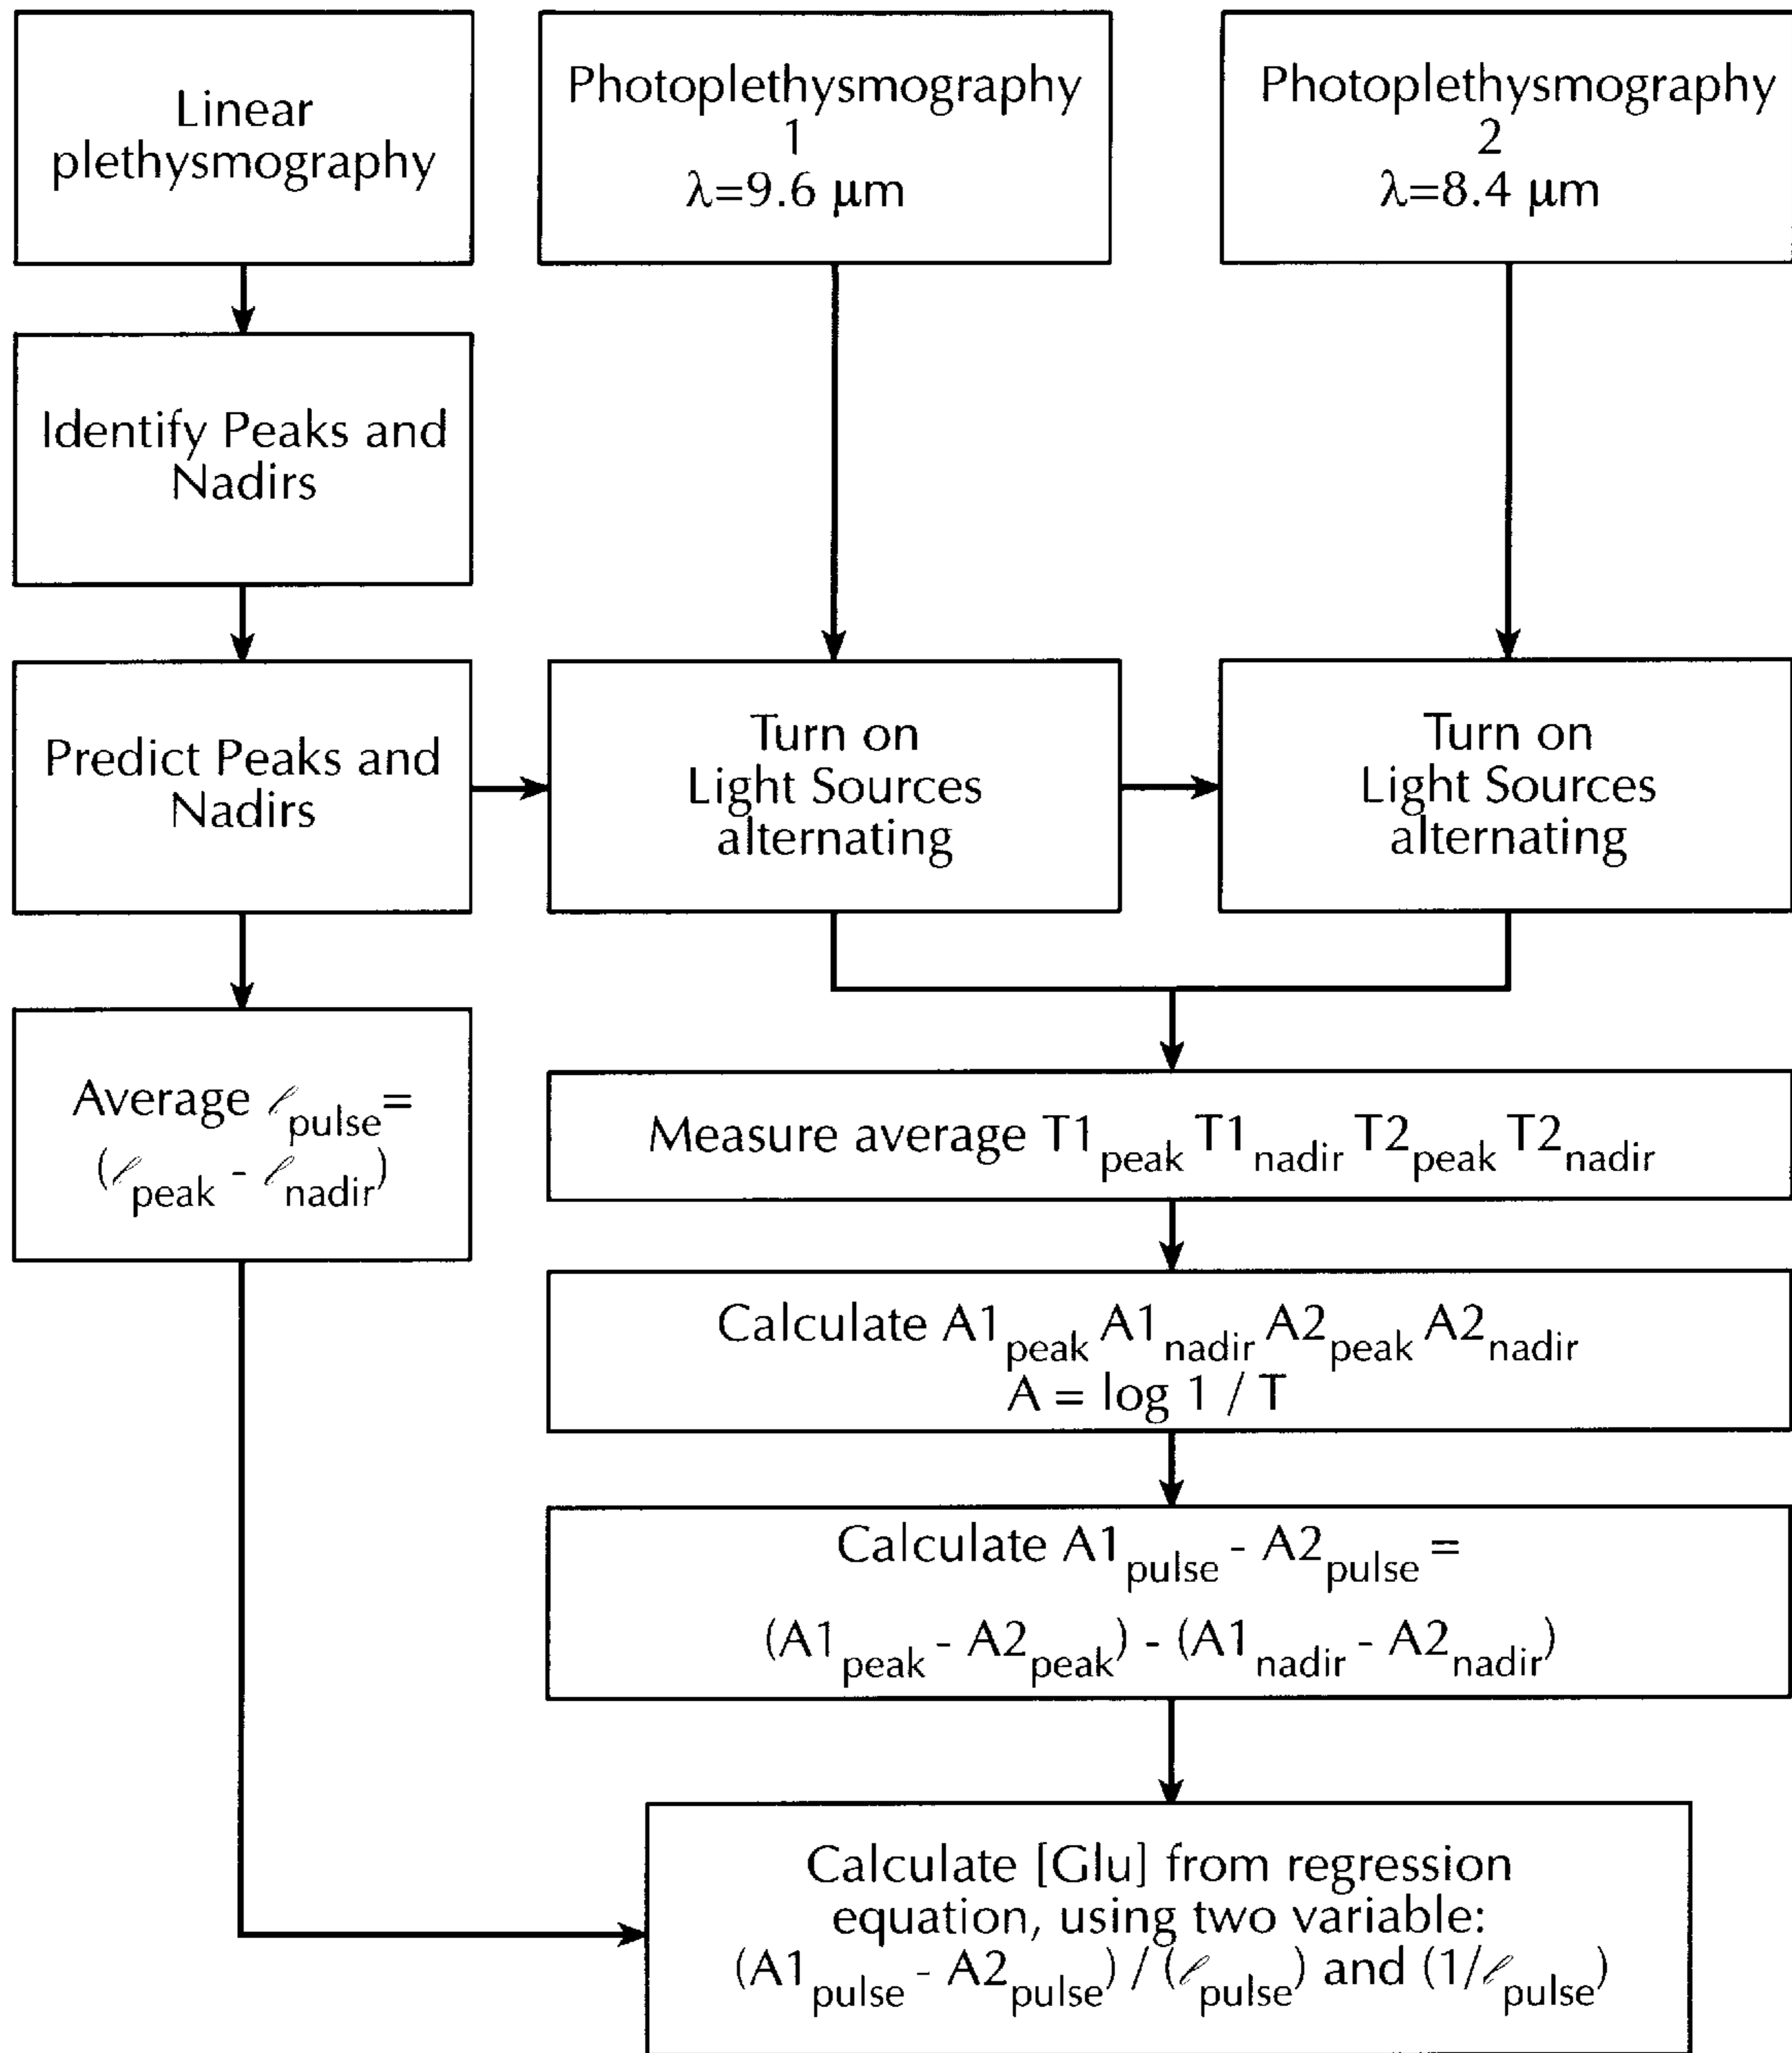 Linear
plethysmography
Photoplethysmography
1
λ=9.6 μm
Photoplethysmography
2
λ=8.4 μm
Identify Peaks and
Nadirs
Predict Peaks and
Nadirs
Turn on
Light Sources
alternating
Turn on
Light Sources
alternating
Average ℓpulse=
(ℓpeak - ℓnadir)
Measure average T1peak T1nadir T2peak T2nadir
Calculate A1peak A1nadir A2peak A2nadir
A = log 1 / T
Calculate A1pulse - A2pulse =
(A1peak - A2peak) - (A1nadir - A2nadir)
Calculate [Glu] from regression
equation, using two variable:
(A1pulse - A2pulse) / (ℓpulse) and (1/ℓpulse)